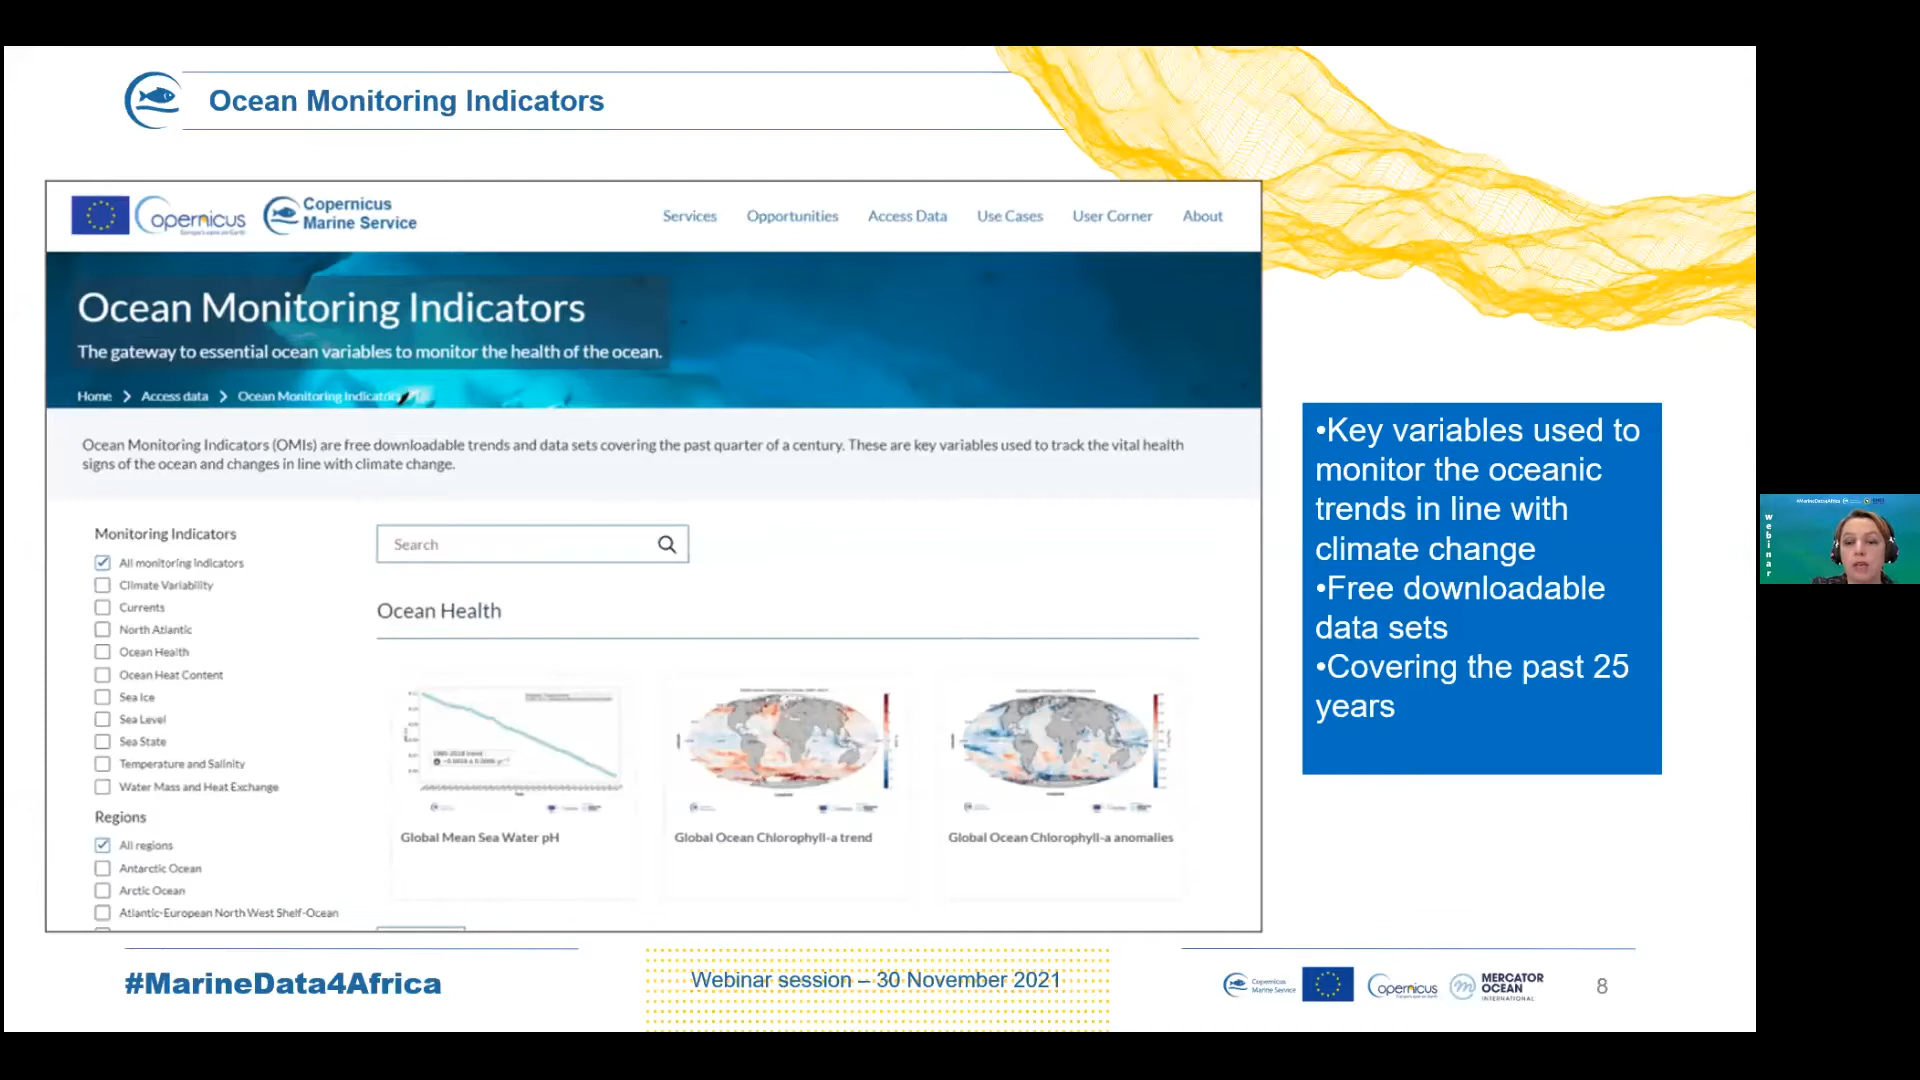 Ocean Monitoring Indicators
opernicus
Copernicus
Marine Service
Services
Opportunities
Access Data
Use Cases
User Corner
About
Ocean Monitoring Indicators
The gateway to essential ocean variables to monitor the health of the ocean.
Home > Access data > Ocean Monitoring Indicators
Ocean Monitoring Indicators (OMIs) are free downloadable trends and data sets covering the past quarter of a century. These are key variables used to track the vital health
signs of the ocean and changes in line with climate change.
Monitoring Indicators
All monitoring Indicators
Climate Variability
Currents
North Atlantic
Ocean Health
Ocean Heat Content
Sea Ice
Sea Level
Sea State
Temperature and Salinity
Water Mass and Heat Exchange
Regions
All regions
Antarctic Ocean
Arctic Ocean
Atlantic-European North West Shelf-Ocean
Search
Ocean Health
Global Mean Sea Water pH
Global Ocean Chlorophyll-a trend
Global Ocean Chlorophyll-a anomalies
•Key variables used to
monitor the oceanic
trends in line with
climate change
•Free downloadable
data sets
•Covering the past 25
years
#MarineData4Africa
webinar
#MarineData4Africa
Webinar session – 30 November 2021
Copernicus
Marine Service
opernicus
MERCATOR
OCEAN
INTERNATIONAL
8